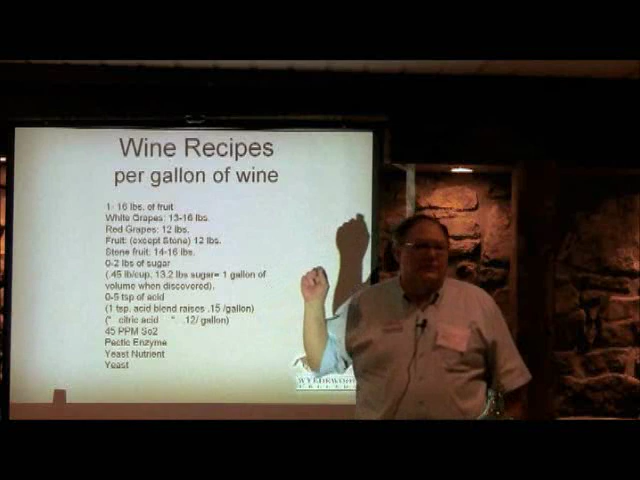 Wine Recipes
per gallon of wine
1- 16 lbs. of fruit
White Grapes: 13-16 lbs.
Red Grapes: 12 lbs.
Fruit: (except Stone) 12 lbs.
Stone fruit: 14-16 lbs.
0-2 lbs of sugar
(.45 lb/cup, 13.2 lbs sugar= 1 gallon of
volume when discovered).
0-5 tsp of acid
(1 tsp. acid blend raises .15 /gallon)
(" citric acid " .12/ gallon)
45 PPM So2
Pectic Enzyme
Yeast Nutrient
Yeast
WYLDEWOOD
CELLARS